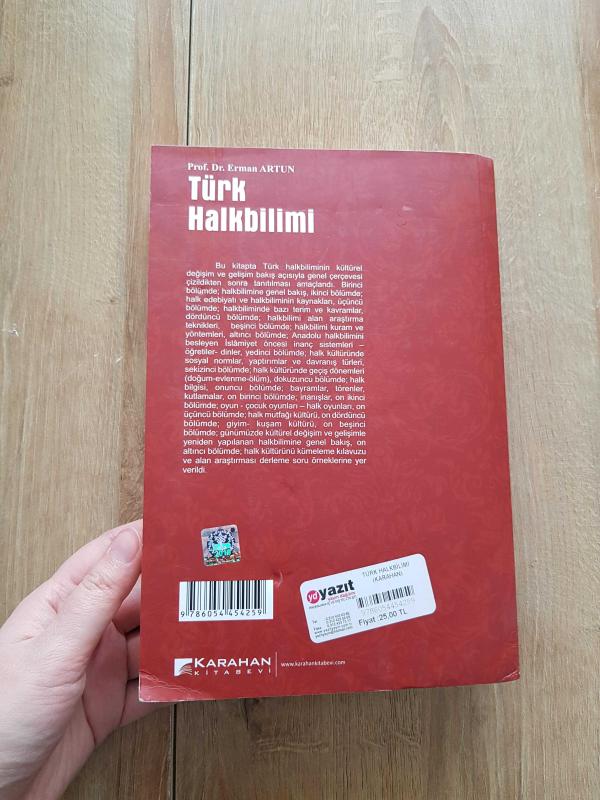 Prof. Dr. Erman ARTUN
Türk
Halkbilimi
Bu kitapta Türk halkbiliminin kültürel
değişim ve gelişim bakış açısıyla genel çerçevesi
çizildikten sonra tanıtılması amaçlandı. Birinci
bölümde; halkbilimine genel bakış, ikinci bölümde;
halk edebiyatı ve halkbiliminin kaynakları, üçüncü
bölümde; halkbiliminde bazı terim ve kavramlar,
dördüncü bölümde; halkbilimi alan araştırma
teknikleri, beşinci bölümde; halkbilimi kuram ve
yöntemleri, altıncı bölümde; Anadolu halkbilimini
besleyen İslâmiyet öncesi inanç sistemleri –
öğretiler- dinler, yedinci bölümde; halk kültüründe
sosyal normlar, yaptırımlar ve davranış türleri,
sekizinci bölümde; halk kültüründe geçiş dönemleri
(doğum-evlenme-ölüm), dokuzuncu bölümde; halk
bilgisi, onuncu bölümde; bayramlar, törenler,
kutlamalar, on birinci bölümde; inanışlar, on ikinci
bölümde; oyun - çocuk oyunları – halk oyunları, on
üçüncü bölümde; halk mutfağı kültürü, on dördüncü
bölümde; giyim- kuşam kültürü, on beşinci
bölümde; günümüzde kültürel değişim ve gelişimle
yeniden yapılanan halkbilimine genel bakış, on
altıncı bölümde; halk kültürünü kümeleme kılavuzu
ve alan araştırması derleme soru örneklerine yer
verildi.
9 786054 454259
KARAHAN
KİTABEVİ
www.karahankitabevi.com
yd yazıt
TÜRK HALKBİLİMİ
(KARAHAN)
9786054454259
Fiyat :25,00 TL